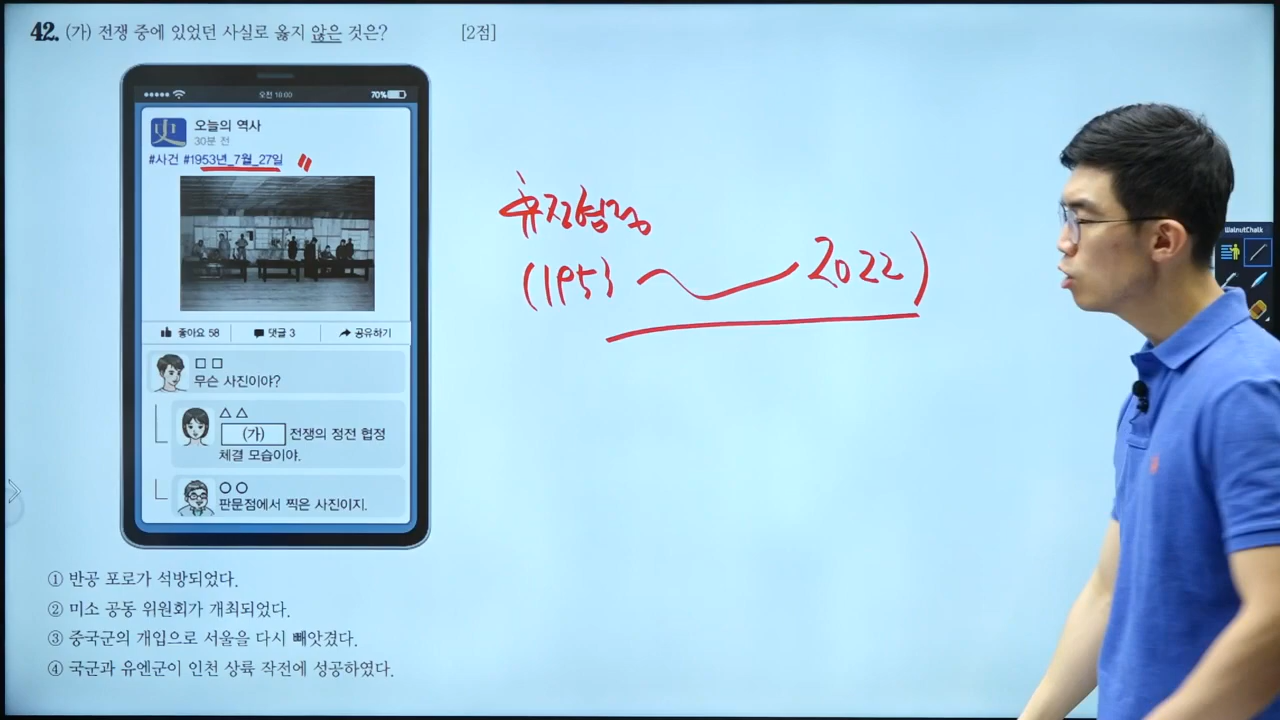 42. (가) 전쟁 중에 있었던 사실로 옳지 않은 것은? [2점]
오전 10:00
70%
史
오늘의 역사
30분 전
#사건 #1953년_7월_27일
좋아요 58
댓글 3
공유하기
□ □
무슨 사진이야?
△ △
(가) 전쟁의 정전 협정
체결 모습이야.
○ ○
판문점에서 찍은 사진이지.
① 반공 포로가 석방되었다.
② 미소 공동 위원회가 개최되었다.
③ 중국군의 개입으로 서울을 다시 빼앗겼다.
④ 국군과 유엔군이 인천 상륙 작전에 성공하였다.
휴전협정
(1953 ~ 2022)
WalnutChalk